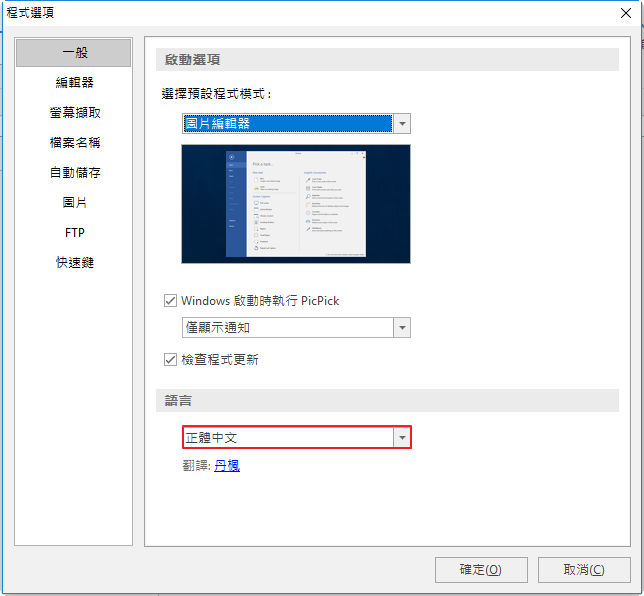 程式選項
一般
編輯器
螢幕擷取
檔案名稱
自動儲存
圖片
FTP
快速鍵
啟動選項
選擇預設程式模式:
圖片編輯器
Pick a task...
Windows 啟動時執行 PicPick
僅顯示通知
檢查程式更新
語言
正體中文
翻譯: 丹楓
確定(O)
取消(C)